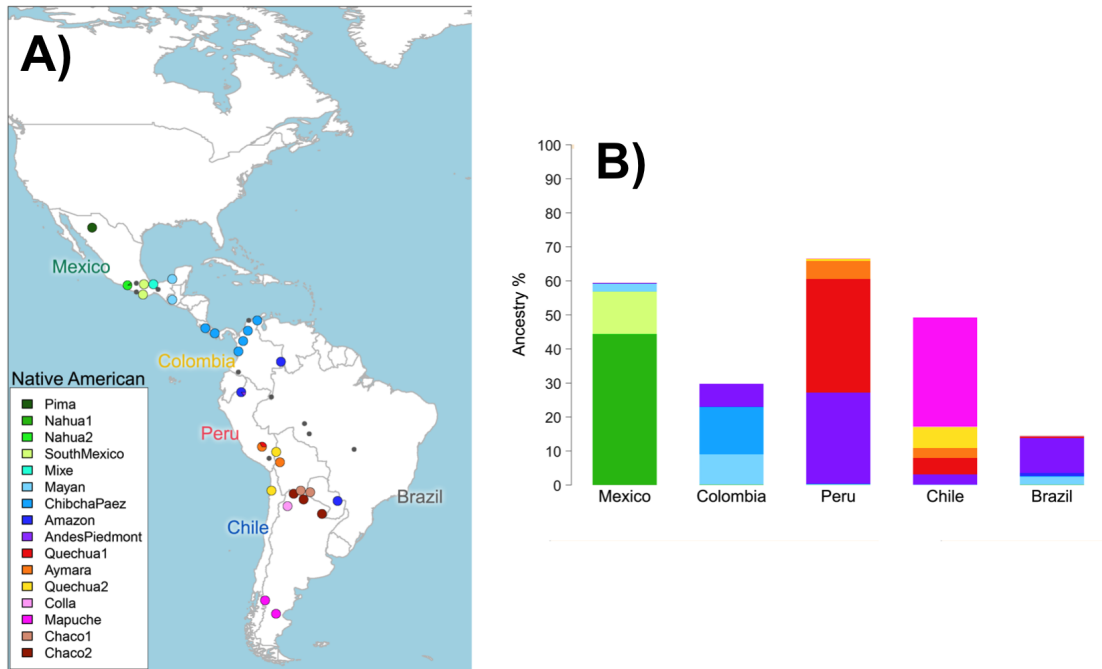 A)
Mexico
Colombia
Peru
Brazil
Chile
Native American
Pima
Nahua1
Nahua2
SouthMexico
Mixe
Mayan
ChibchaPaez
Amazon
AndesPiedmont
Quechua1
Aymara
Quechua2
Colla
Mapuche
Chaco1
Chaco2
B)
Ancestry %
100
90
80
70
60
50
40
30
20
10
0
Mexico Colombia Peru Chile Brazil